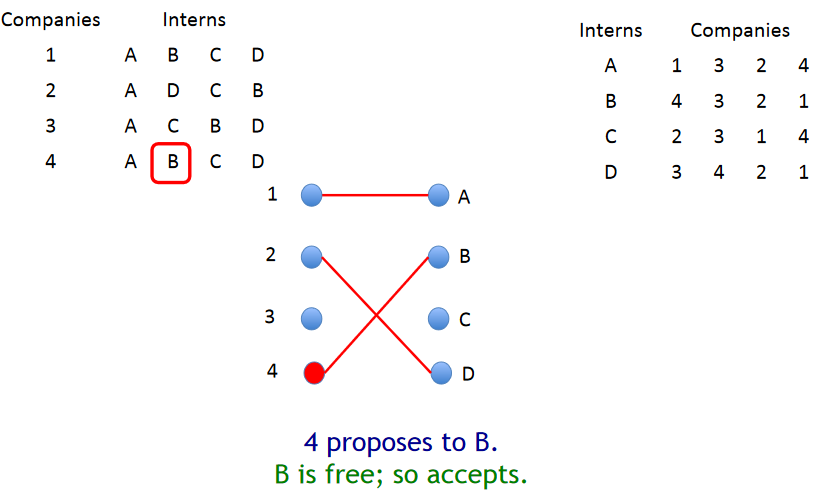 Companies Interns
1 A B C D
2 A D C B
3 A C B D
4 A B C D
Interns Companies
A 1 3 2 4
B 4 3 2 1
C 2 3 1 4
D 3 4 2 1
1 A
2 B
3 C
4 D
4 proposes to B.
B is free; so accepts.